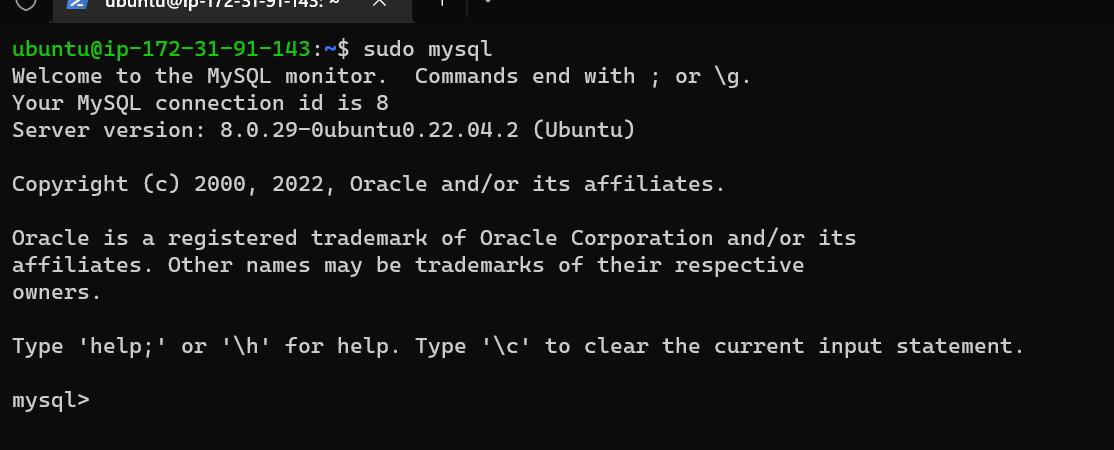 ubuntu@ip-172-31-91-143: ~
ubuntu@ip-172-31-91-143:~$ sudo mysql
Welcome to the MySQL monitor.  Commands end with ; or \g.
Your MySQL connection id is 8
Server version: 8.0.29-0ubuntu0.22.04.2 (Ubuntu)
Copyright (c) 2000, 2022, Oracle and/or its affiliates.
Oracle is a registered trademark of Oracle Corporation and/or its
affiliates. Other names may be trademarks of their respective
owners.
Type 'help;' or '\h' for help. Type '\c' to clear the current input statement.
mysql>